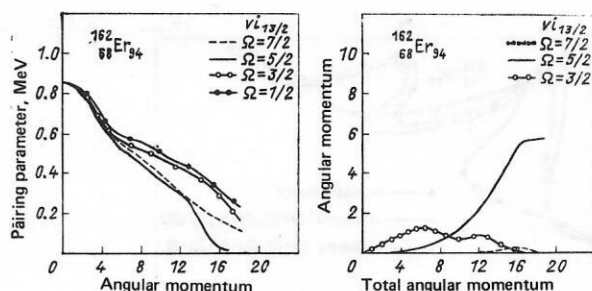 162
68Er94
νi13/2
Ω=7/2
Ω=5/2
Ω=3/2
Ω=1/2
Päiring parameter, MeV
1.0
0.8
0.6
0.4
0.2
0 4 8 12 16 20
Angular momentum
162
68Er94
νi13/2
Ω=7/2
Ω=5/2
Ω=3/2
Angular momentum
10
8
6
4
2
0 4 8 12 16 20
Total angular momentum